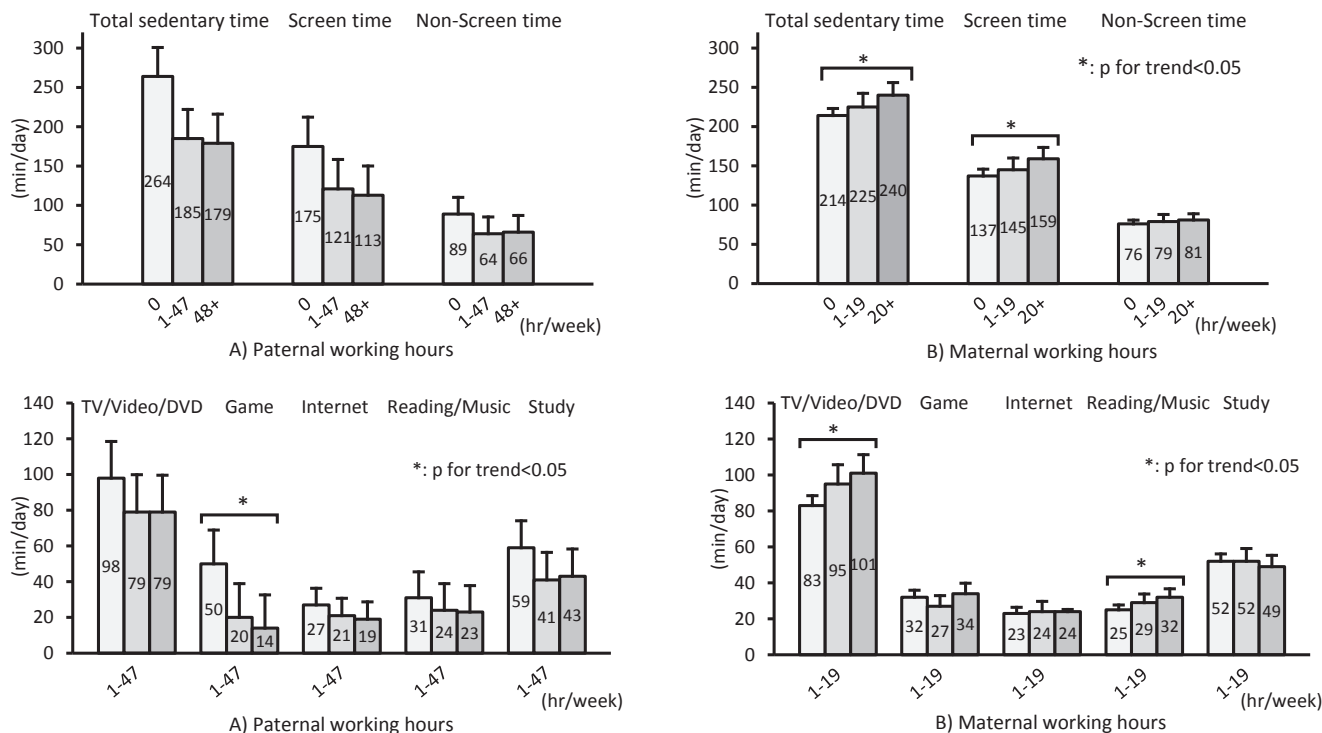 Total sedentary time Screen time Non-Screen time
300
250
200
150
100
50
0
(min/day)
264 185 179 175 121 113 89 64 66
0 1-47 48+ 0 1-47 48+ 0 1-47 48+ (hr/week)
A) Paternal working hours
Total sedentary time Screen time Non-Screen time
*: p for trend<0.05
* *
300
250
200
150
100
50
0
(min/day)
214 225 240 137 145 159 76 79 81
0 1-19 20+ 0 1-19 20+ 0 1-19 20+ (hr/week)
B) Maternal working hours
TV/Video/DVD Game Internet Reading/Music Study
*: p for trend<0.05
*
140
120
100
80
60
40
20
0
(min/day)
98 79 79 50 20 14 27 21 19 31 24 23 59 41 43
1-47 1-47 1-47 1-47 1-47 (hr/week)
A) Paternal working hours
TV/Video/DVD Game Internet Reading/Music Study
*: p for trend<0.05
* *
140
120
100
80
60
40
20
0
(min/day)
83 95 101 32 27 34 23 24 24 25 29 32 52 52 49
1-19 1-19 1-19 1-19 1-19 (hr/week)
B) Maternal working hours